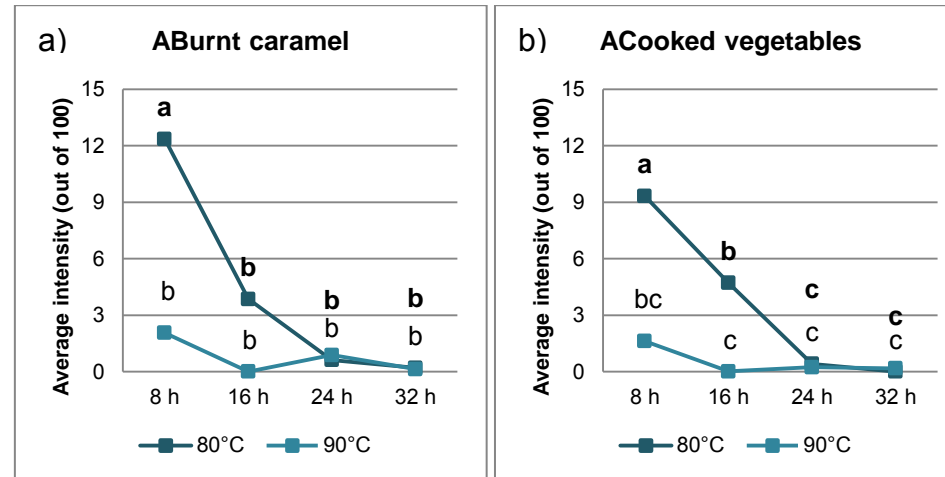 a) ABurnt caramel
Average intensity (out of 100)
15
12
9
6
3
0
a
b
b
b
b
b
b
b
8 h 16 h 24 h 32 h
80°C 90°C
b) ACooked vegetables
Average intensity (out of 100)
15
12
9
6
3
0
a
b
bc
c
c
c
c
c
8 h 16 h 24 h 32 h
80°C 90°C